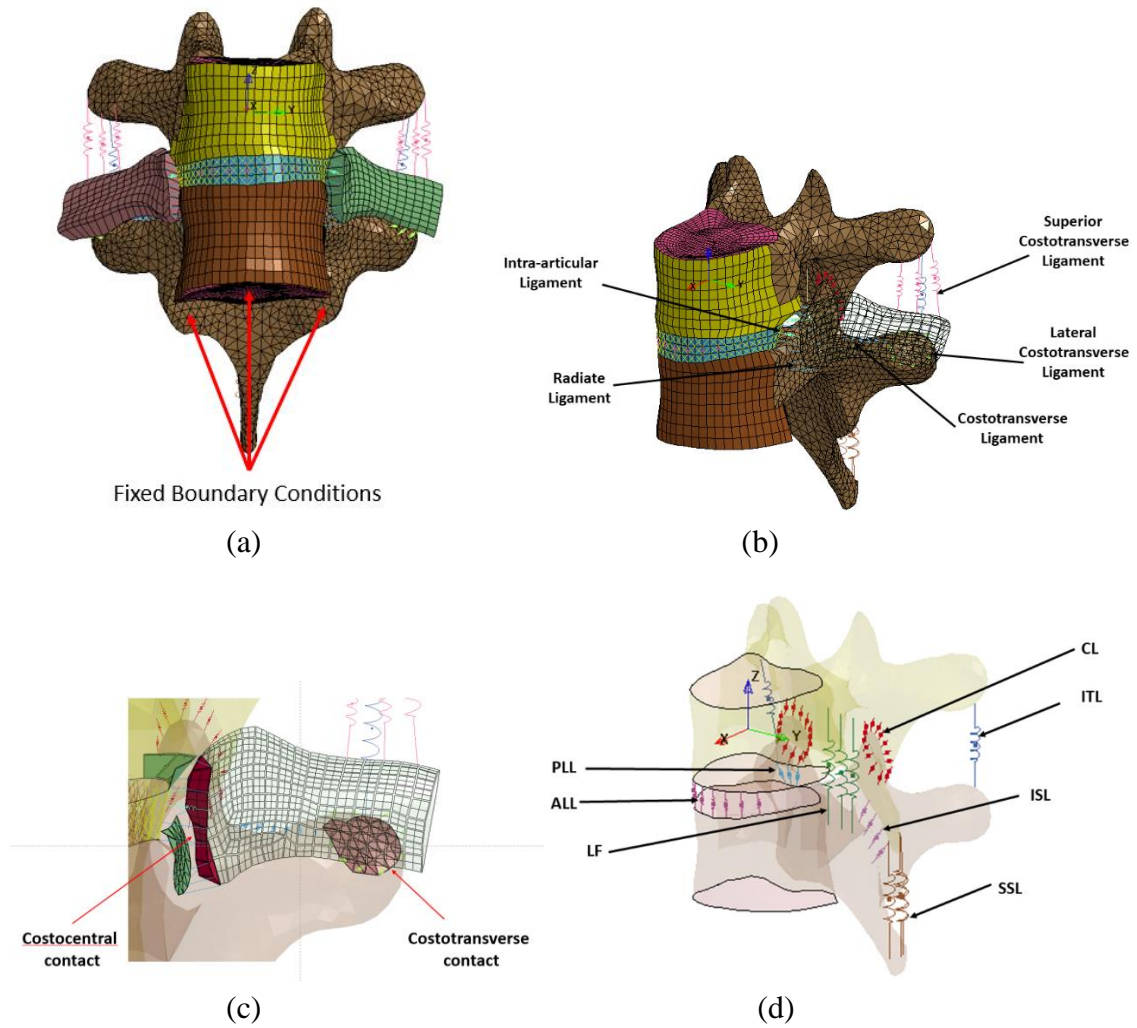 Z
X
Y
Fixed Boundary Conditions
(a)
Intra-articular
Ligament
Radiate
Ligament
X
Y
Superior
Costotransverse
Ligament
Lateral
Costotransverse
Ligament
Costotransverse
Ligament
(b)
Costocentral
contact
Costotransverse
contact
(c)
Z
X
Y
PLL
ALL
LF
CL
ITL
ISL
SSL
(d)